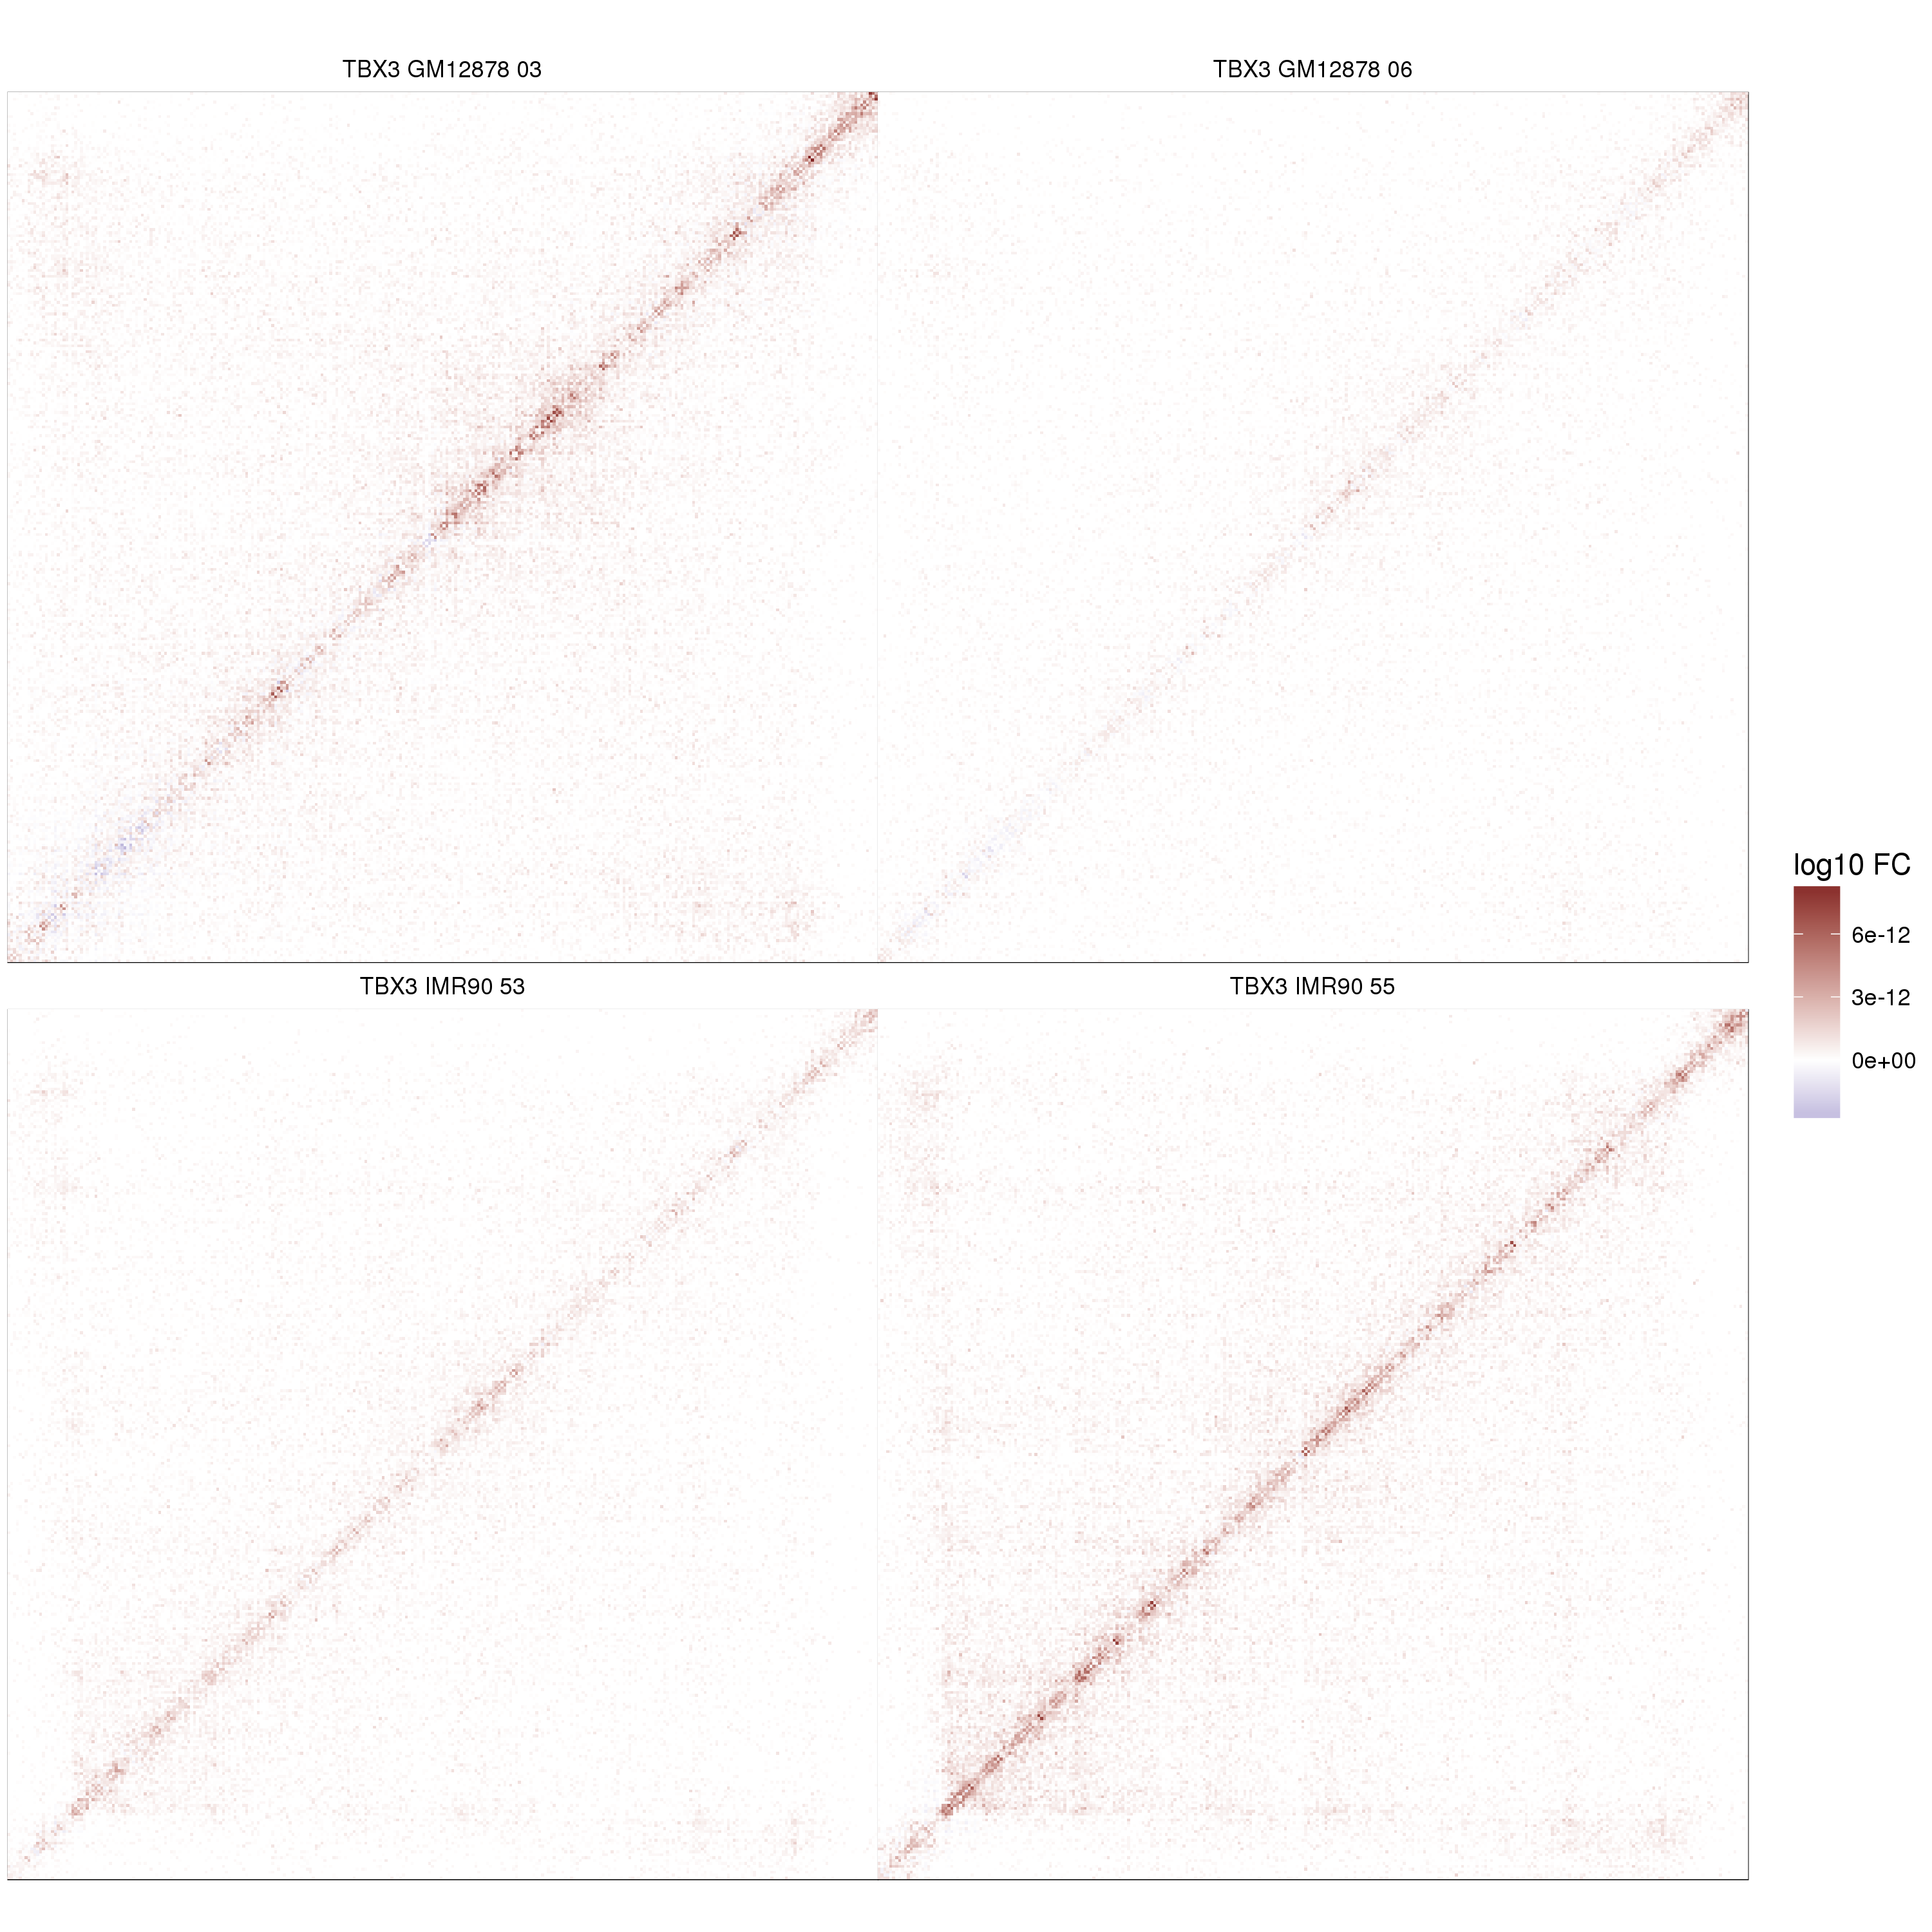 TBX3 GM12878 03
TBX3 GM12878 06
TBX3 IMR90 53
TBX3 IMR90 55
log10 FC
6e-12
3e-12
0e+00